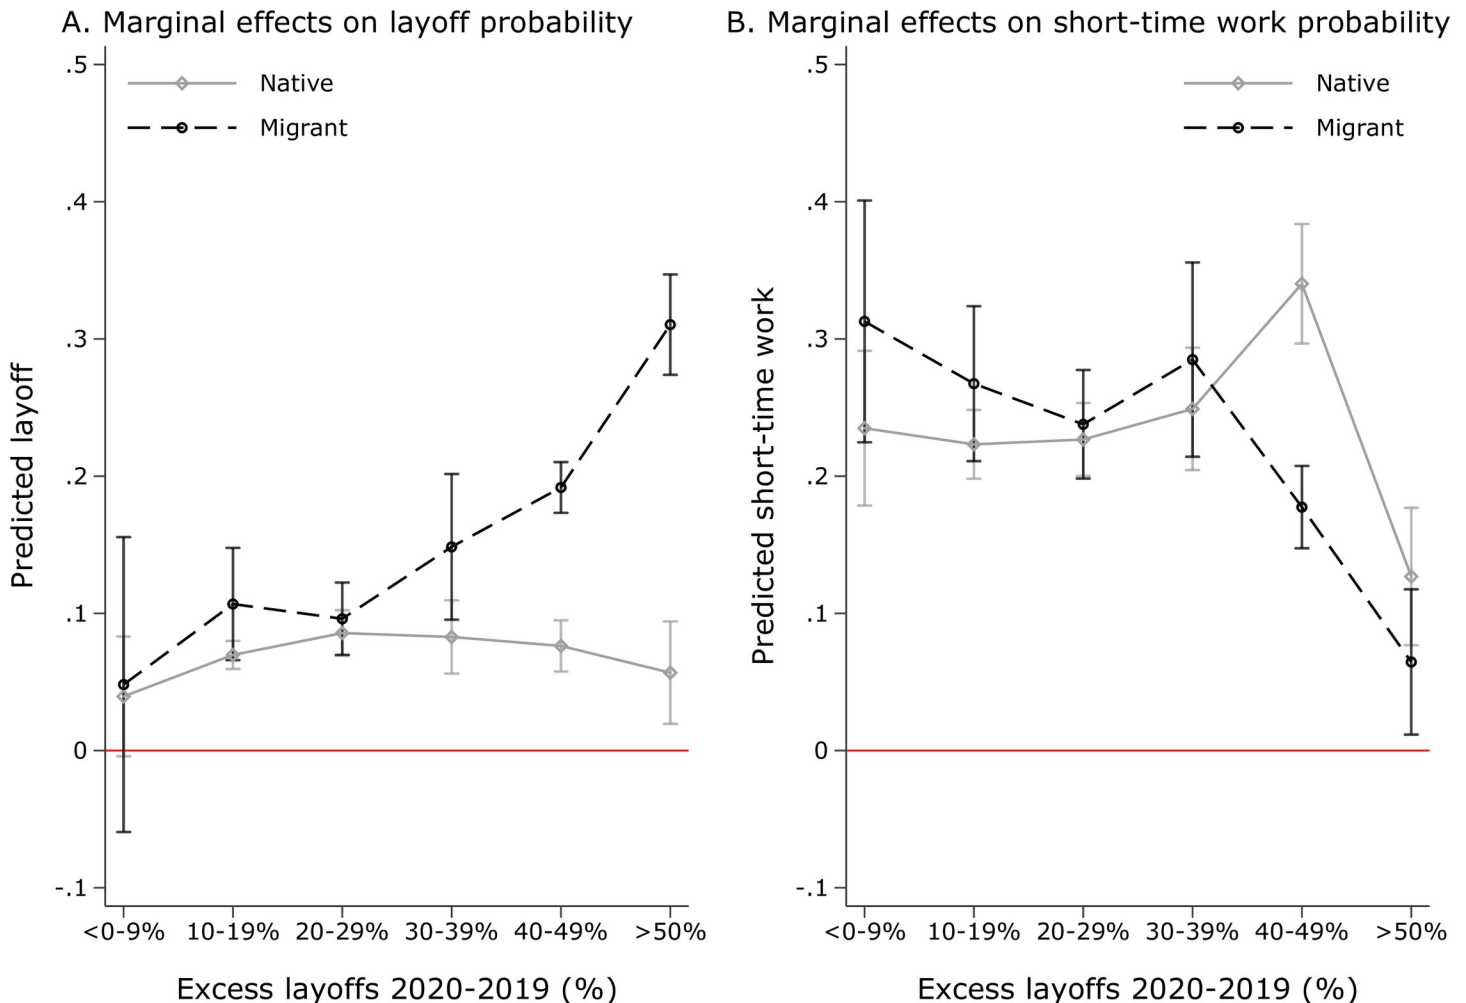 A. Marginal effects on layoff probability
Native
Migrant
Predicted layoff
.5
.4
.3
.2
.1
0
-.1
<0-9% 10-19% 20-29% 30-39% 40-49% >50%
Excess layoffs 2020-2019 (%)
B. Marginal effects on short-time work probability
Native
Migrant
Predicted short-time work
.5
.4
.3
.2
.1
0
-.1
<0-9% 10-19% 20-29% 30-39% 40-49% >50%
Excess layoffs 2020-2019 (%)